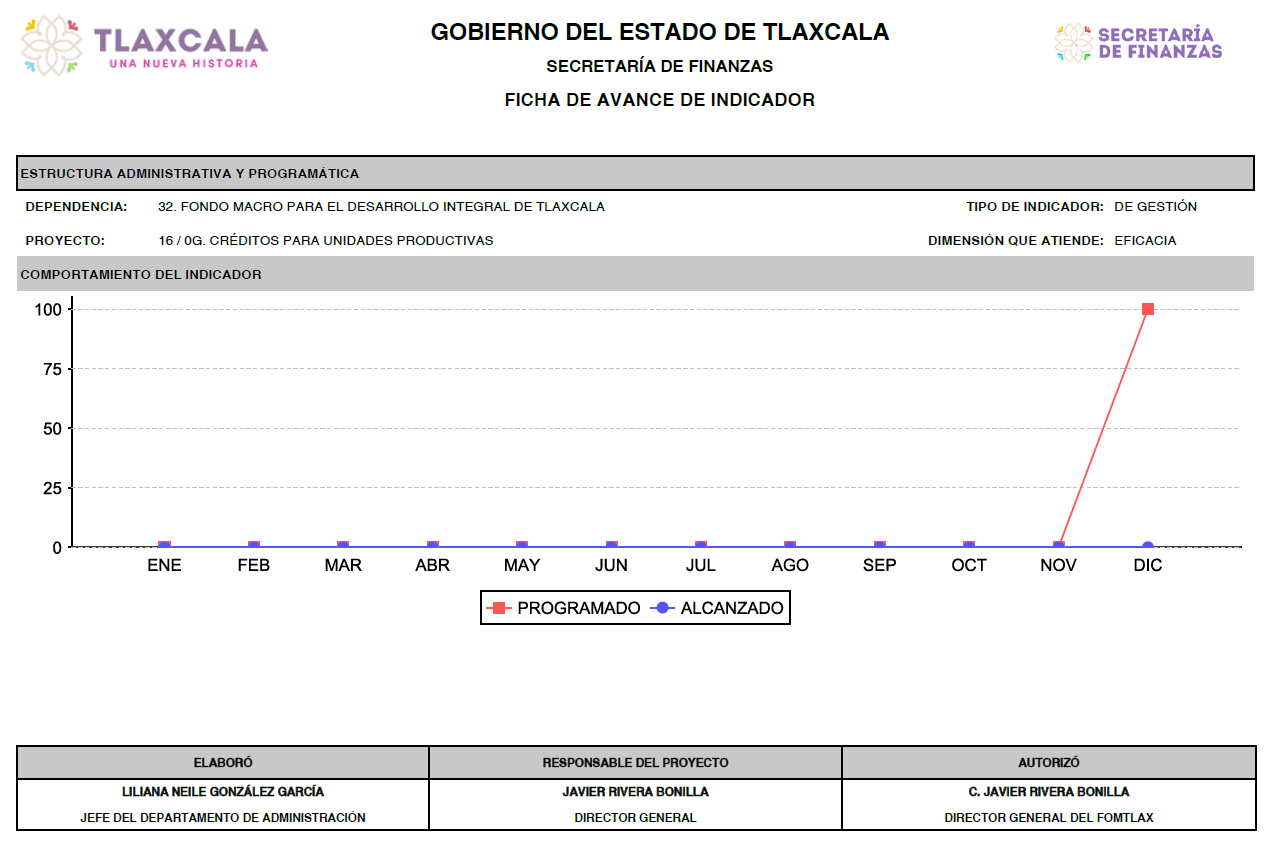 TLAXCALA
UNA NUEVA HISTORIA
GOBIERNO DEL ESTADO DE TLAXCALA
SECRETARÍA DE FINANZAS
FICHA DE AVANCE DE INDICADOR
SECRETARÍA
DE FINANZAS
ESTRUCTURA ADMINISTRATIVA Y PROGRAMÁTICA
DEPENDENCIA: 32. FONDO MACRO PARA EL DESARROLLO INTEGRAL DE TLAXCALA TIPO DE INDICADOR: DE GESTIÓN
PROYECTO: 16 / 0G. CRÉDITOS PARA UNIDADES PRODUCTIVAS DIMENSIÓN QUE ATIENDE: EFICACIA
COMPORTAMIENTO DEL INDICADOR
100
75
50
25
0
ENE FEB MAR ABR MAY JUN JUL AGO SEP OCT NOV DIC
PROGRAMADO ALCANZADO
ELABORÓ RESPONSABLE DEL PROYECTO AUTORIZÓ
LILIANA NEILE GONZÁLEZ GARCÍA JAVIER RIVERA BONILLA C. JAVIER RIVERA BONILLA
JEFE DEL DEPARTAMENTO DE ADMINISTRACIÓN DIRECTOR GENERAL DIRECTOR GENERAL DEL FOMTLAX